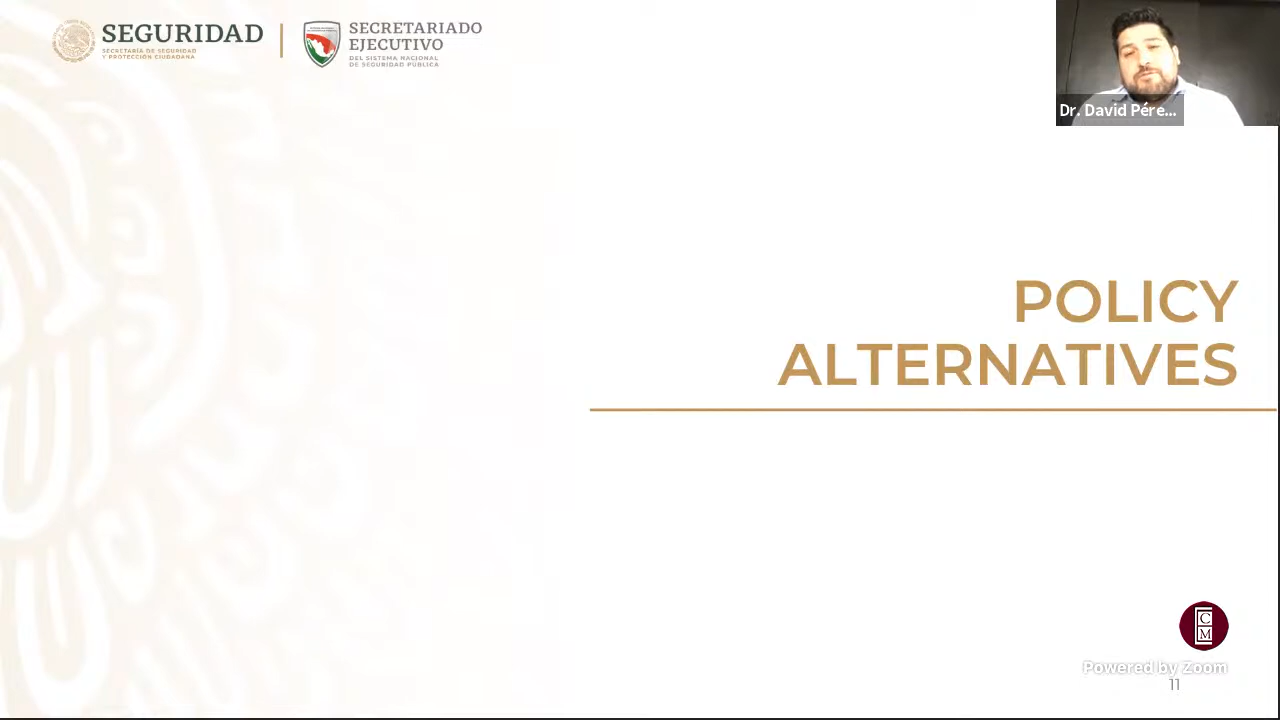 SEGURIDAD
SECRETARÍA DE SEGURIDAD
Y PROTECCIÓN CIUDADANA
SECRETARIADO
EJECUTIVO
DEL SISTEMA NACIONAL
DE SEGURIDAD PÚBLICA
Dr. David Pére...
POLICY
ALTERNATIVES
C
M
Powered by Zoom
11